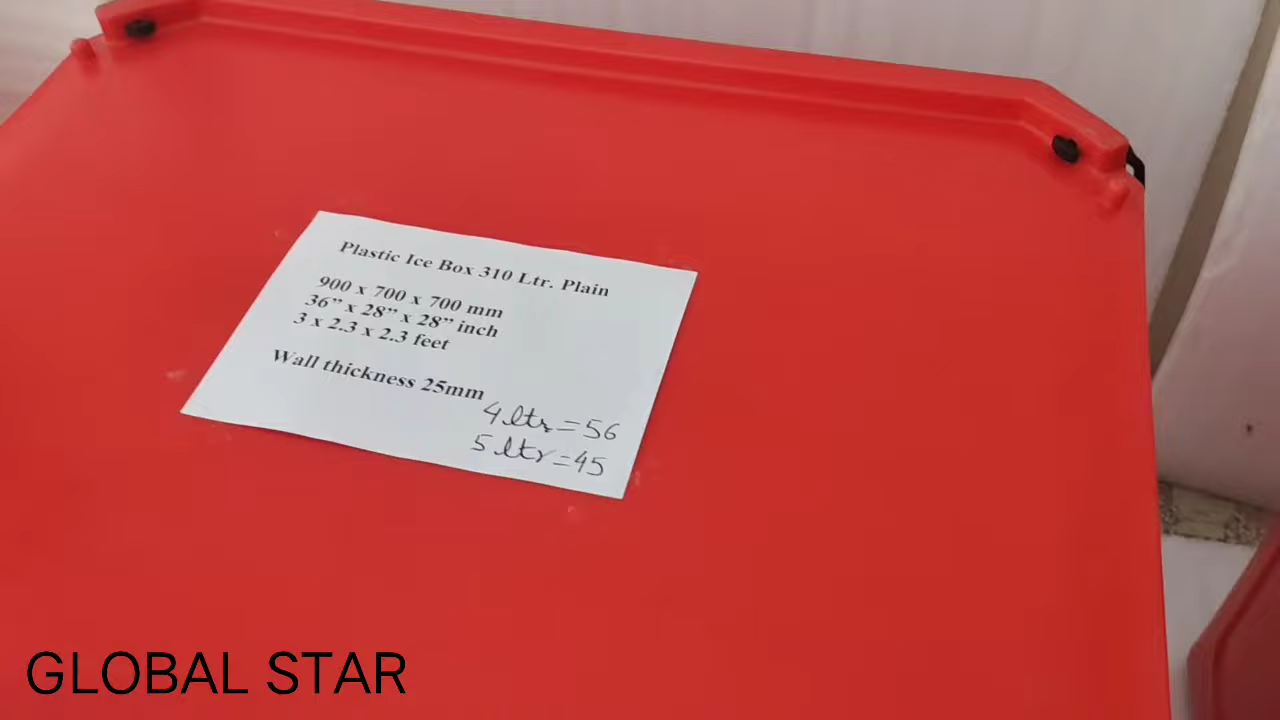 Plastic Ice Box 310 Ltr. Plain
900 x 700 x 700 mm
36” x 28” x 28” inch
3 x 2.3 x 2.3 feet
Wall thickness 25mm
4 ltr = 56
5 ltr = 45
GLOBAL STAR